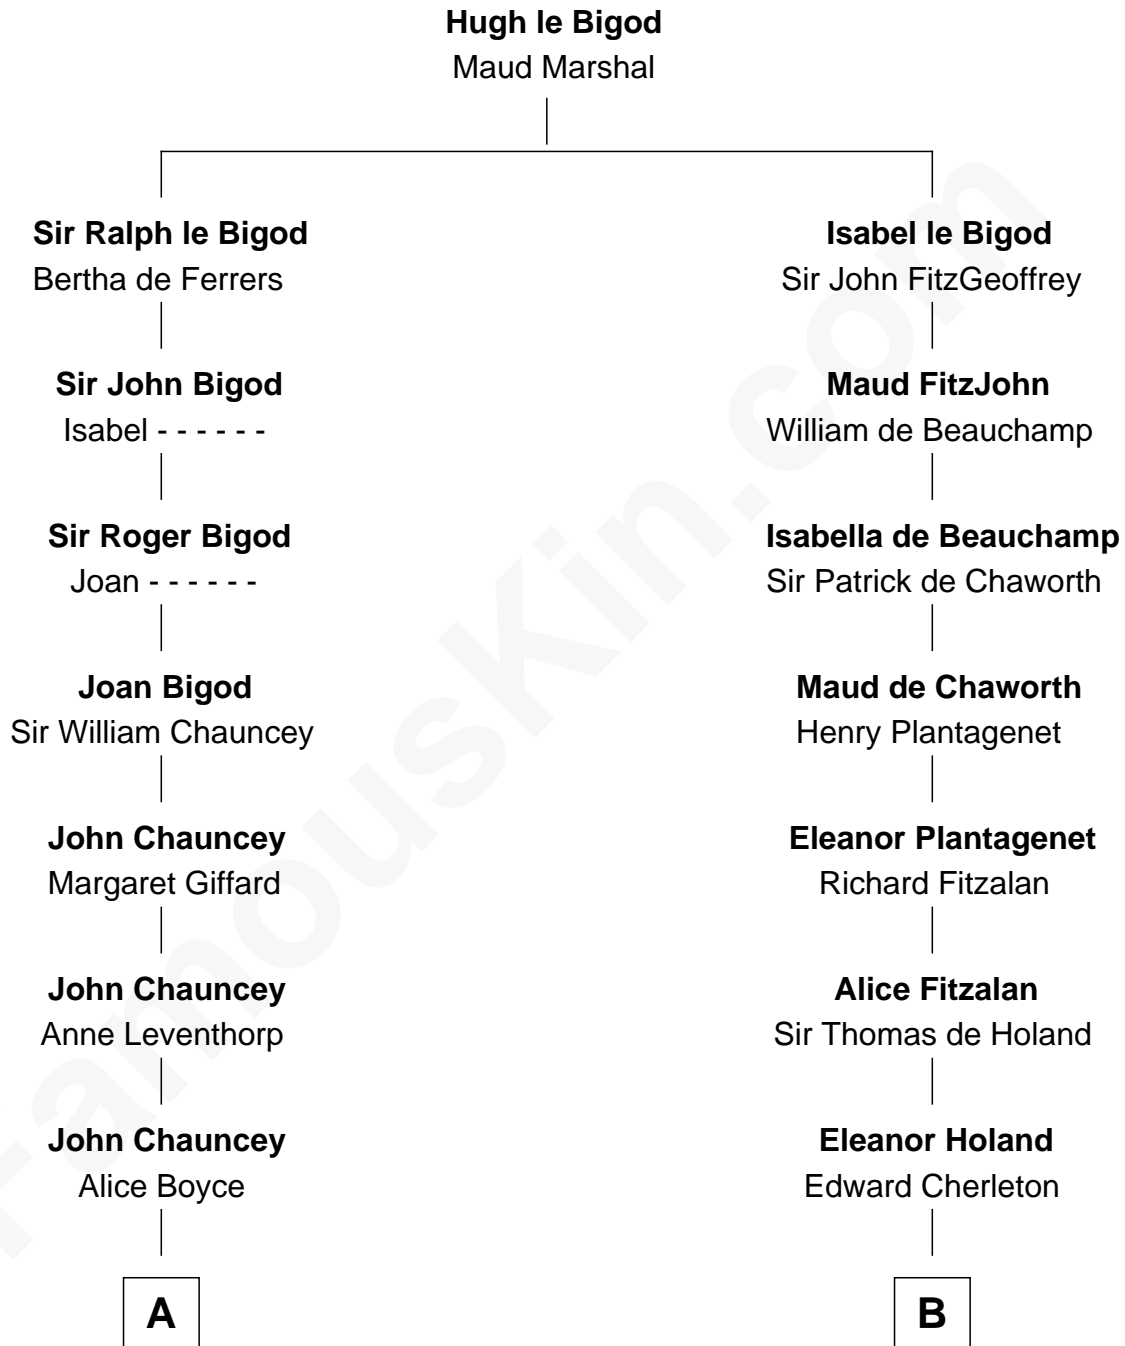 Hugh le Bigod
Maud Marshal
Sir Ralph le Bigod
Bertha de Ferrers
Isabel le Bigod
Sir John FitzGeoffrey
Sir John Bigod
Isabel - - - - - -
Maud FitzJohn
William de Beauchamp
Sir Roger Bigod
Joan - - - - - -
Isabella de Beauchamp
Sir Patrick de Chaworth
Joan Bigod
Sir William Chauncey
Maud de Chaworth
Henry Plantagenet
John Chauncey
Margaret Giffard
Eleanor Plantagenet
Richard Fitzalan
John Chauncey
Anne Leventhorp
Alice Fitzalan
Sir Thomas de Holand
John Chauncey
Alice Boyce
Eleanor Holand
Edward Cherleton
A
B
FamousKin.com